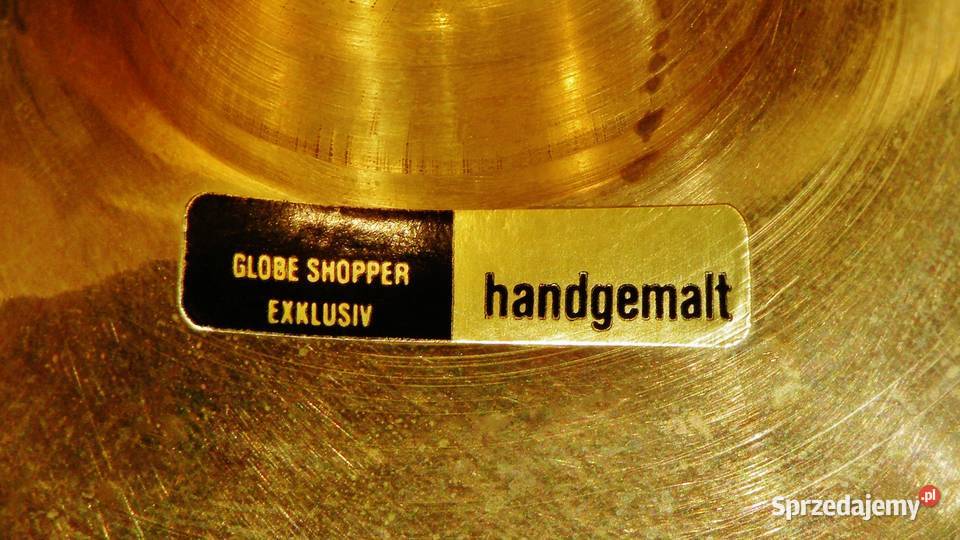 GLOBE SHOPPER
EXKLUSIV
handgemalt
Sprzedajemy.pl